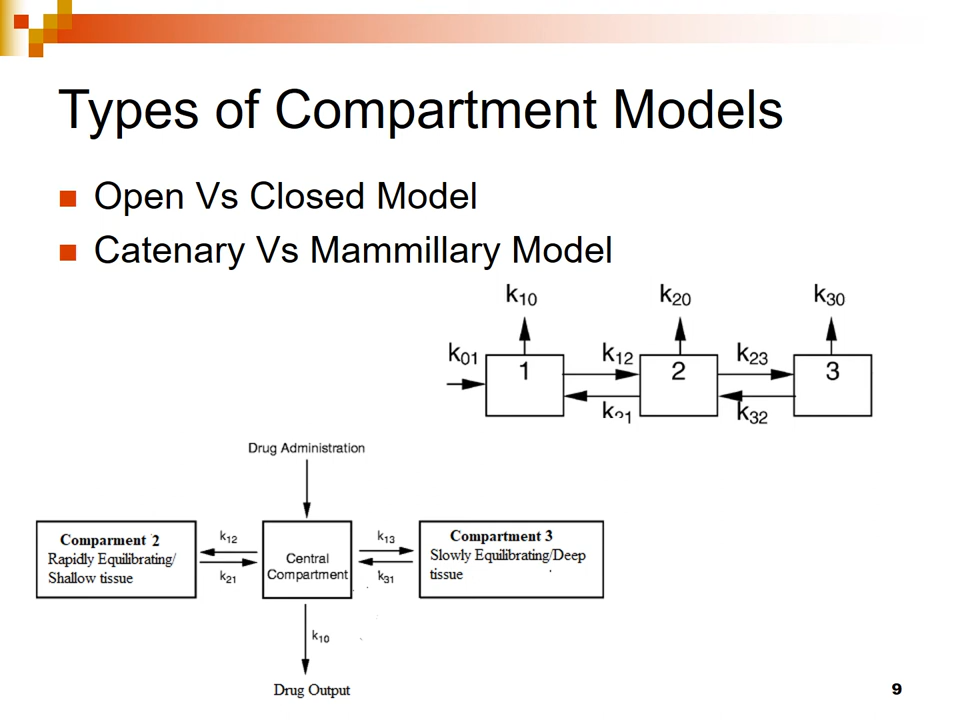 Types of Compartment Models
Open Vs Closed Model
Catenary Vs Mammillary Model
k10 k20 k30
k01 1 k12 2 k23 3
k21 k32
Drug Administration
Comparment 2
Rapidly Equilibrating/
Shallow tissue
k12
k21
Central
Compartment
k13
k31
Compartment 3
Slowly Equilibrating/Deep
tissue
k10
Drug Output
9